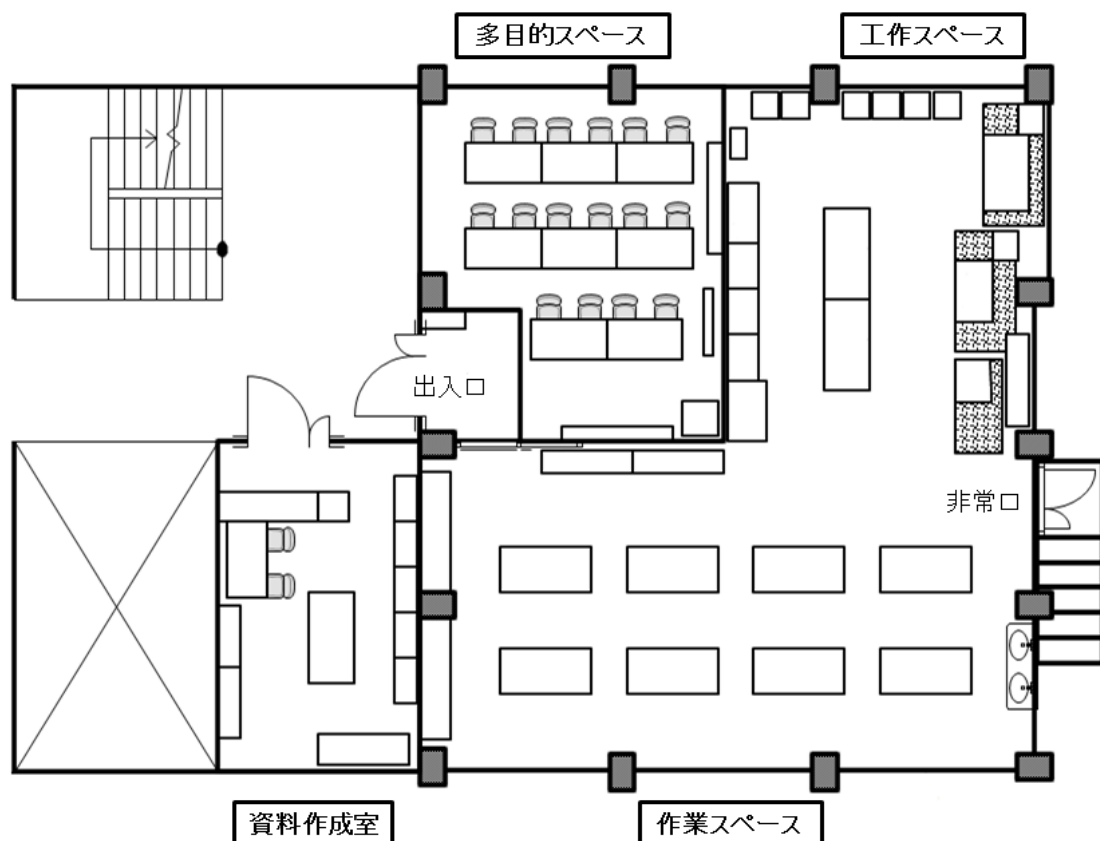 多目的スペース
工作スペース
出入口
非常口
資料作成室
作業スペース